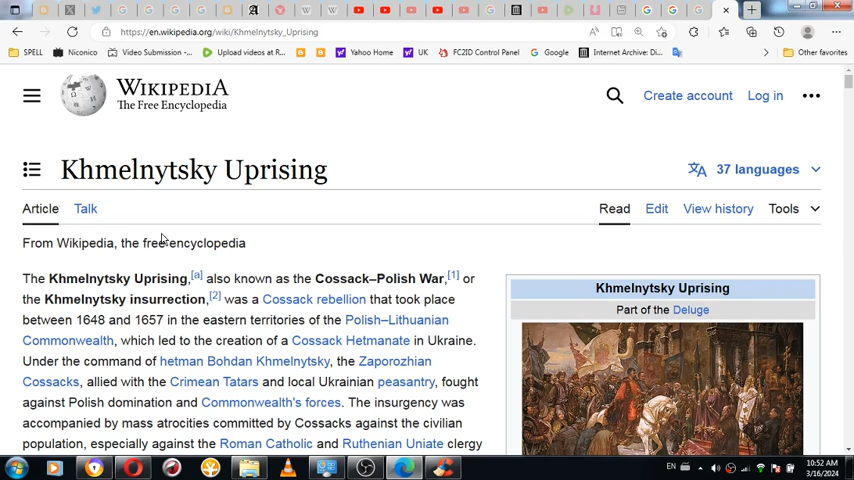 https://en.wikipedia.org/wiki/Khmelnytsky_Uprising
SPELL
Niconico
Video Submission -...
Upload videos at R...
Yahoo Home
UK
FC2ID Control Panel
Google
Internet Archive: Di...
Other favorites
WIKIPEDIA
The Free Encyclopedia
Create account
Log in
Khmelnytsky Uprising
37 languages
Article
Talk
Read
Edit
View history
Tools
From Wikipedia, the free encyclopedia
The Khmelnytsky Uprising,[a] also known as the Cossack–Polish War,[1] or
the Khmelnytsky insurrection,[2] was a Cossack rebellion that took place
between 1648 and 1657 in the eastern territories of the Polish–Lithuanian
Commonwealth, which led to the creation of a Cossack Hetmanate in Ukraine.
Under the command of hetman Bohdan Khmelnytsky, the Zaporozhian
Cossacks, allied with the Crimean Tatars and local Ukrainian peasantry, fought
against Polish domination and Commonwealth's forces. The insurgency was
accompanied by mass atrocities committed by Cossacks against the civilian
population, especially against the Roman Catholic and Ruthenian Uniate clergy
Khmelnytsky Uprising
Part of the Deluge
EN
10:52 AM
3/16/2024